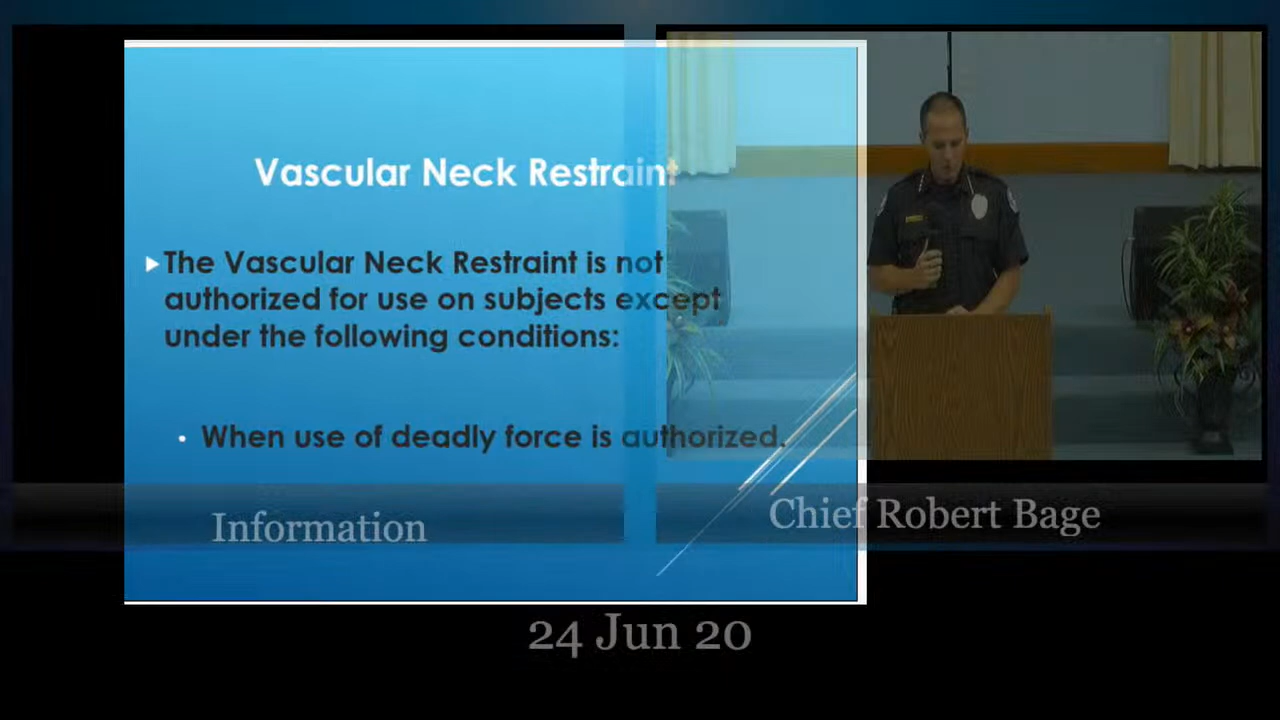 Vascular Neck Restraint
The Vascular Neck Restraint is not
authorized for use on subjects except
under the following conditions:
• When use of deadly force is authorized.
Information
Chief Robert Bage
24 Jun 20